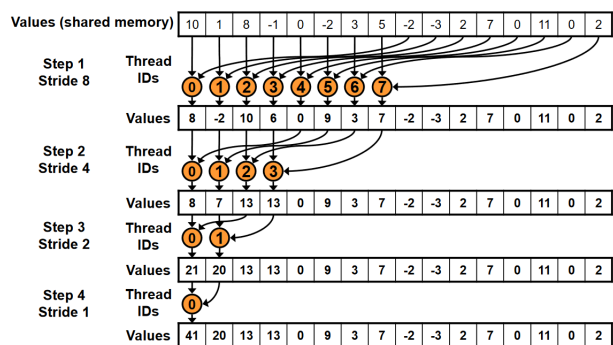 Values (shared memory) 10 1 8 -1 0 -2 3 5 -2 -3 2 7 0 11 0 2
Step 1 Stride 8 Thread IDs 0 1 2 3 4 5 6 7
Values 8 -2 10 6 0 9 3 7 -2 -3 2 7 0 11 0 2
Step 2 Stride 4 Thread IDs 0 1 2 3
Values 8 7 13 13 0 9 3 7 -2 -3 2 7 0 11 0 2
Step 3 Stride 2 Thread IDs 0 1
Values 21 20 13 13 0 9 3 7 -2 -3 2 7 0 11 0 2
Step 4 Stride 1 Thread IDs 0
Values 41 20 13 13 0 9 3 7 -2 -3 2 7 0 11 0 2